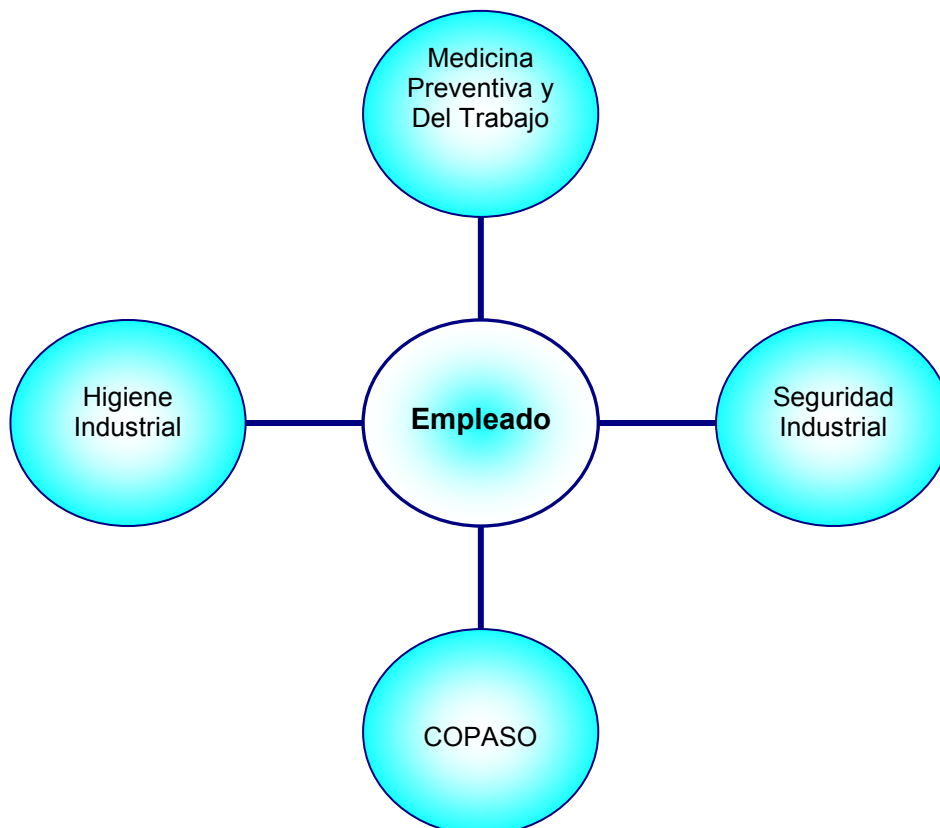 Medicina
Preventiva y
Del Trabajo
Higiene
Industrial
Empleado
Seguridad
Industrial
COPASO